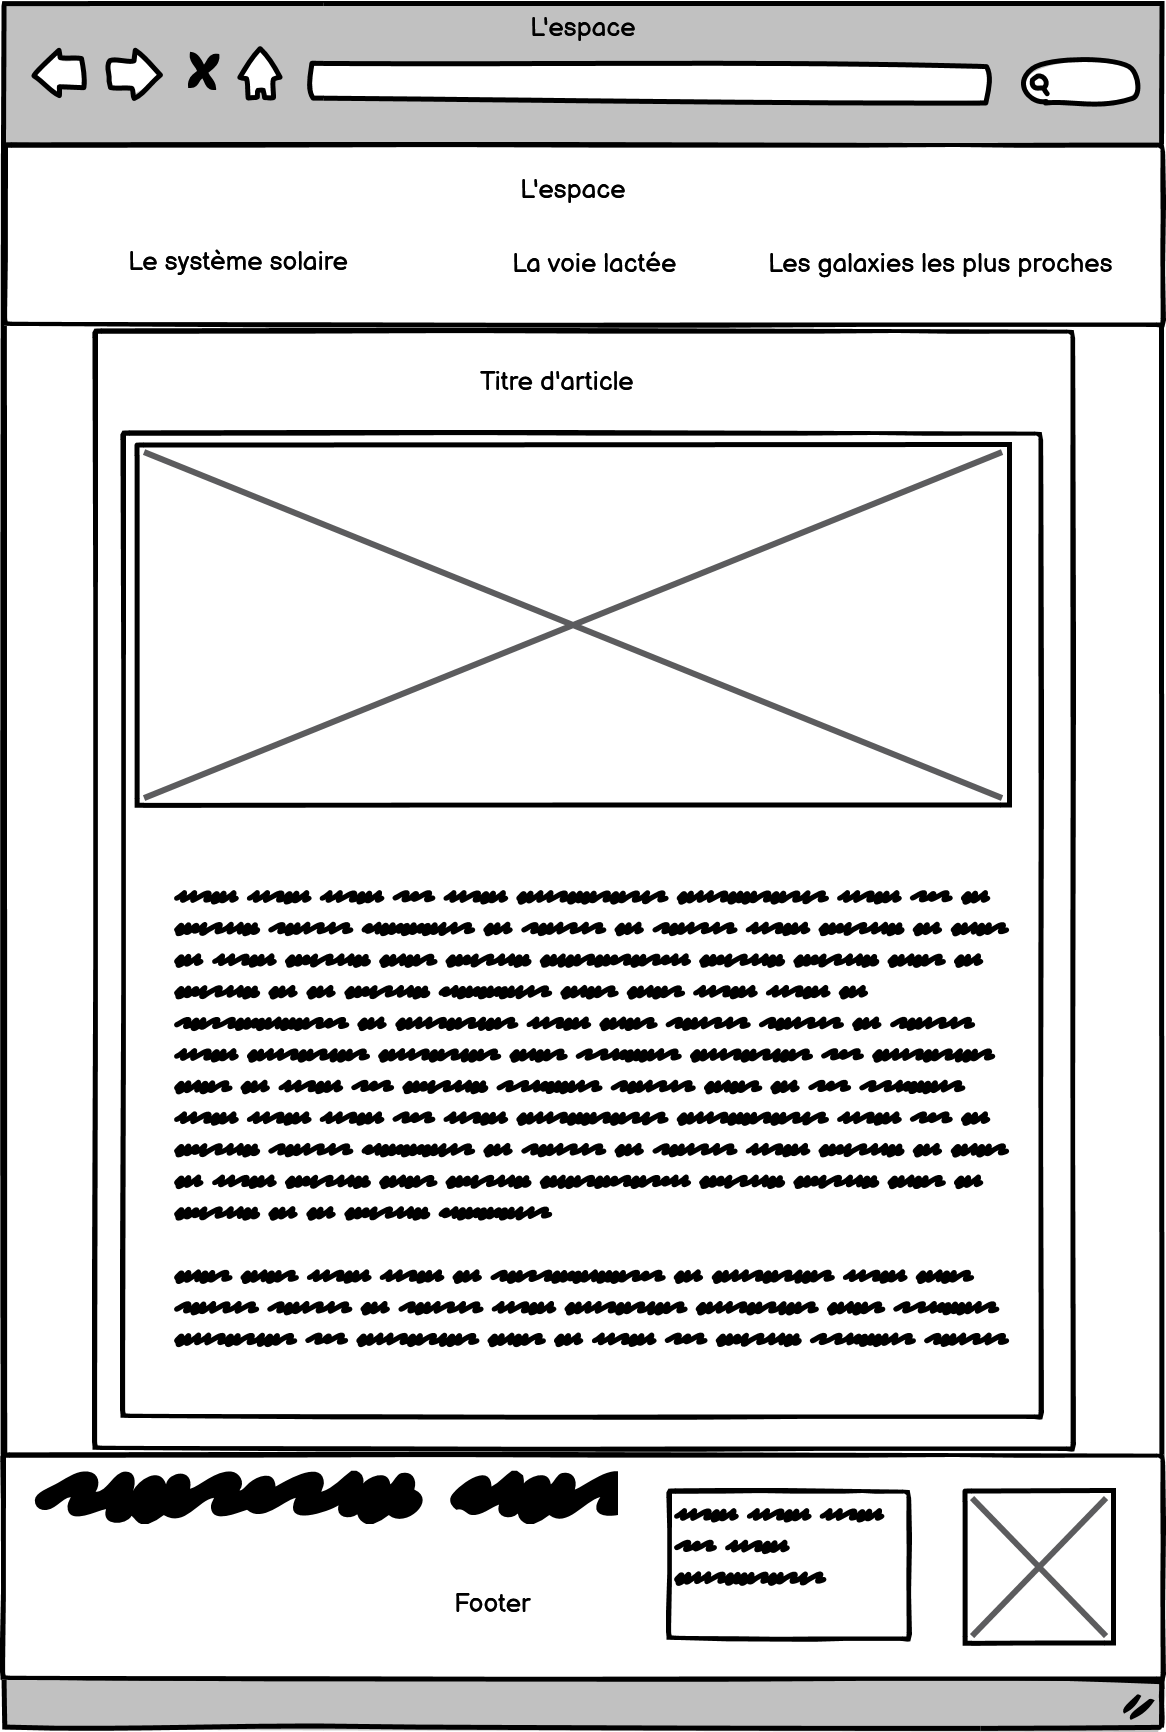 L'espace
L'espace
Le système solaire
La voie lactée
Les galaxies les plus proches
Titre d'article
Footer